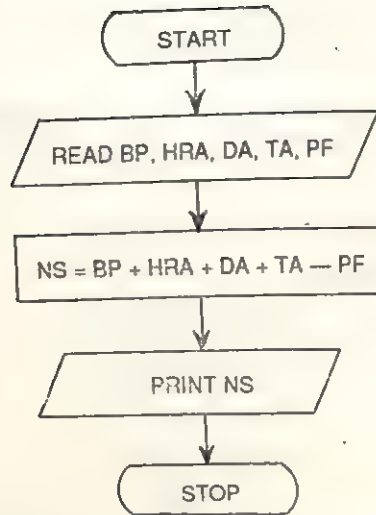 START
READ BP, HRA, DA, TA, PF
NS = BP + HRA + DA + TA — PF
PRINT NS
STOP